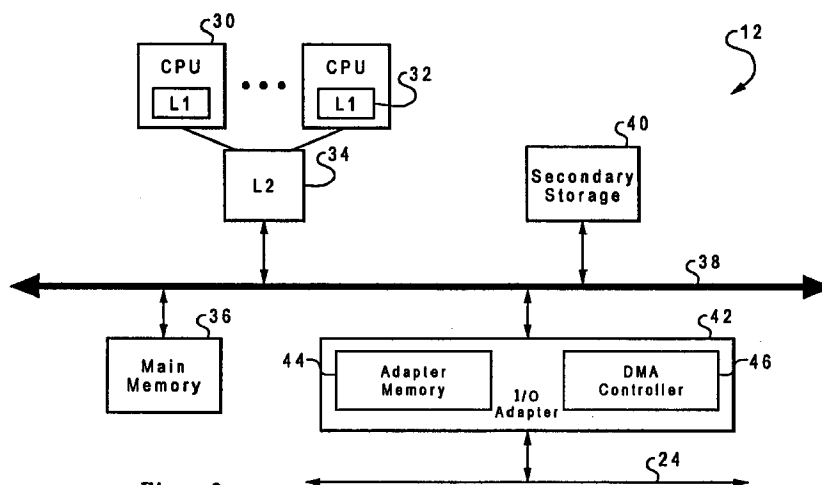 30
12
CPU
CPU
32
L1
• • •
L1
40
34
L2
Secondary
Storage
38
36
42
Main
Memory
44
Adapter
Memory
I/O
Adapter
DMA
Controller
46
24